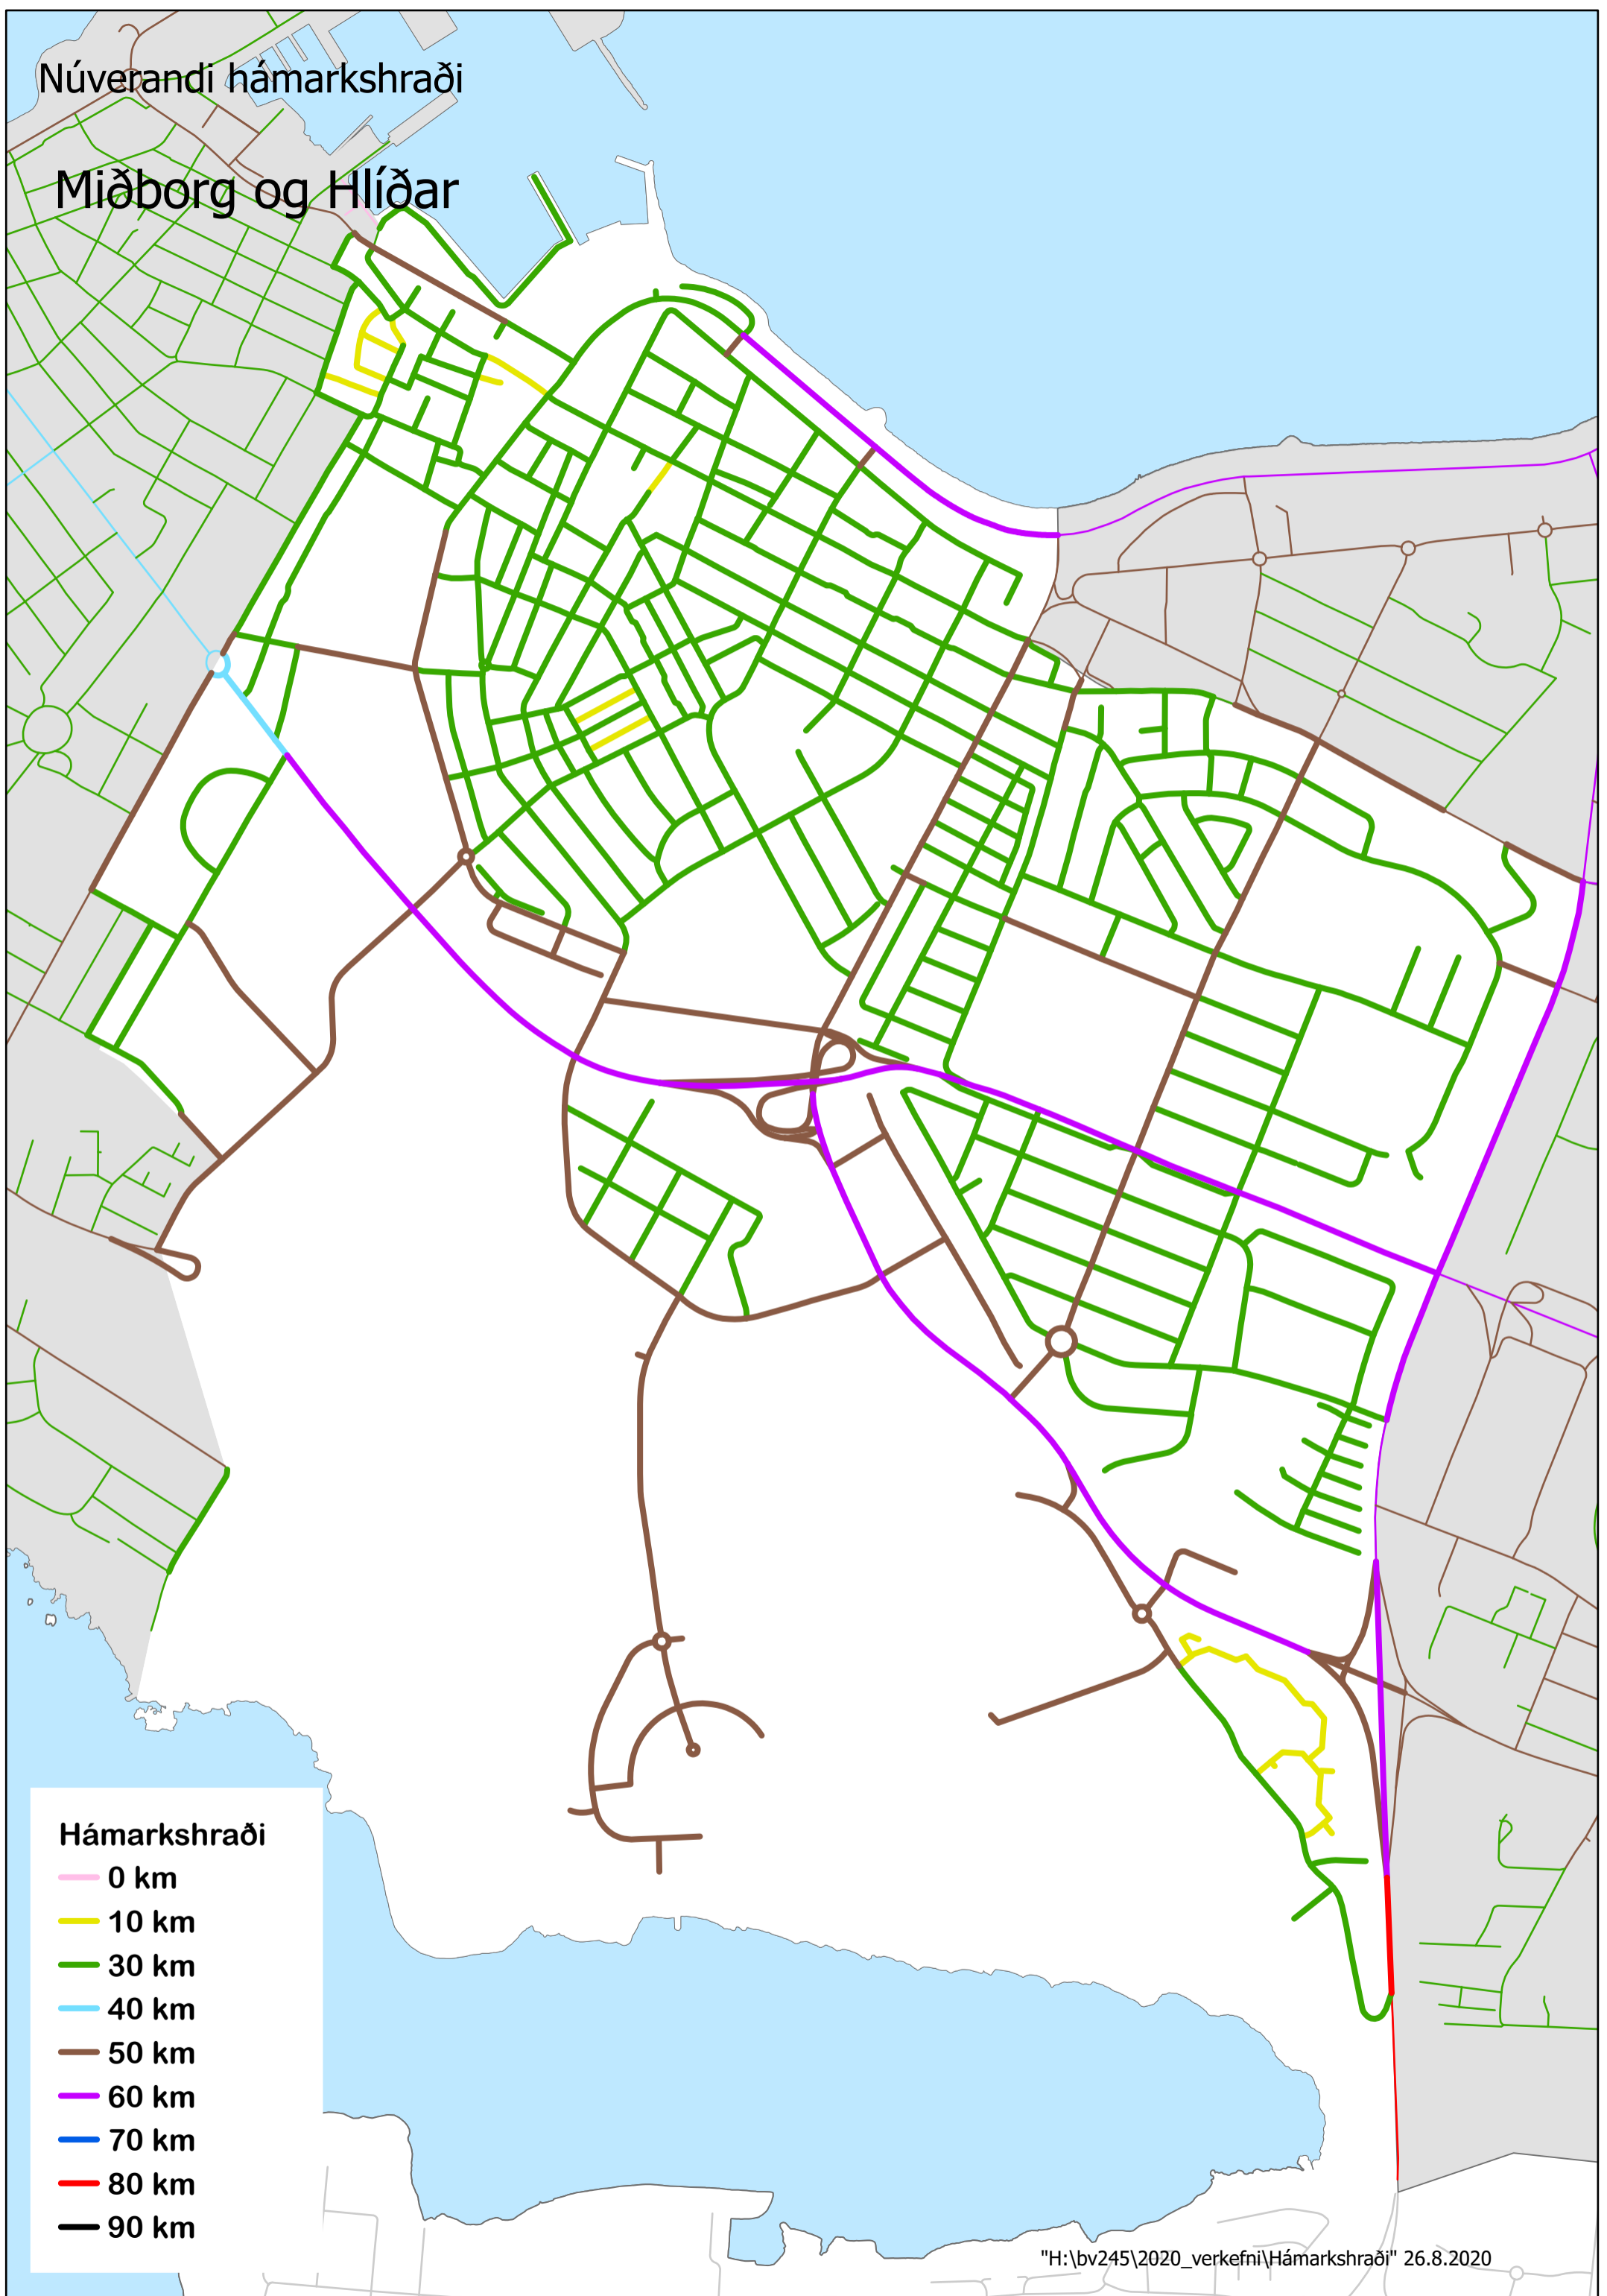 Núverandi hámarkshraði
Miðborg og Hlíðar
Hámarkshraði
0 km
10 km
30 km
40 km
50 km
60 km
70 km
80 km
90 km
"H:\bv245\2020_verkefni\Hámarkshraði" 26.8.2020